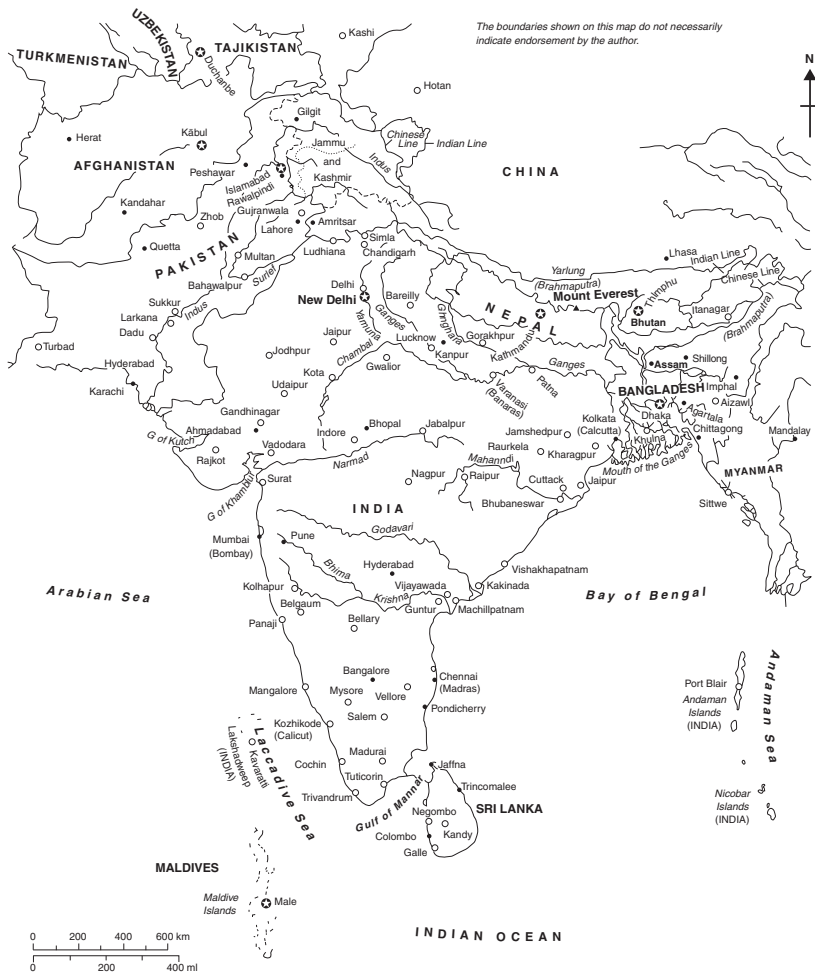 The boundaries shown on this map do not necessarily
indicate endorsement by the author.
N
UZBEKISTAN
TAJIKISTAN
TURKMENISTAN
Duchanbe
Kashi
Hotan
Gilgit
Herat
Kābul
AFGHANISTAN
Peshawar
Islamabad
Rawalpindi
Jammu
and
Kashmir
Indus
Chinese
Line
Indian Line
CHINA
Kandahar
Zhob
Gujranwala
Lahore
Amritsar
Quetta
PAKISTAN
Multan
Ludhiana
Simla
Chandigarh
Bahawalpur
Surlef
Lhasa
Indian Line
Chinese Line
Yarlung
(Brahmaputra)
Mount Everest
Thimphu
Bhutan
Itanagar
(Brahmaputra)
Sukkur
Larkana
Indus
Dadu
Delhi
New Delhi
Bareilly
Yarmuna
Ganges
Ghnghara
NEPAL
Kathmandu
Turbad
Jaipur
Chambal
Lucknow
Gorakhpur
Kanpur
Jodhpur
Hyderabad
Kota
Gwalior
Ganges
Shillong
Assam
Karachi
Udaipur
Varanasi
(Banaras)
Patna
BANGLADESH
Imphal
Aizawl
Dhaka
Agartala
Gandhinagar
G of Kutch
Ahmadabad
Bhopal
Jabalpur
Indore
Jamshedpur
Kolkata
(Calcutta)
Khulna
Chittagong
Mandalay
Rajkot
Vadodara
Narmad
Raurkela
Kharagpur
Mouth of the Ganges
Mahanndi
MYANMAR
G of Khambu
Surat
Nagpur
Raipur
Cuttack
Jaipur
Bhubaneswar
Sittwe
INDIA
Godavari
Mumbai
(Bombay)
Pune
Bhima
Hyderabad
Vishakhapatnam
Arabian Sea
Bay of Bengal
Kolhapur
Vijayawada
Kakinada
Krishna
Belgaum
Guntur
Machillpatnam
Panaji
Bellary
Bangalore
Chennai
(Madras)
Mangalore
Mysore
Vellore
Pondicherry
Port Blair
Andaman
Islands
(INDIA)
Andaman Sea
Salem
Kozhikode
(Calicut)
Lakshadweep
(INDIA)
Kavaratti
Laccadive Sea
Cochin
Madurai
Jaffna
Tuticorin
Trivandrum
Gulf of Mannar
Trincomalee
Nicobar
Islands
(INDIA)
Negombo
SRI LANKA
Colombo
Kandy
Galle
MALDIVES
Maldive
Islands
Male
INDIAN OCEAN
0 200 400 600 km
0 200 400 ml